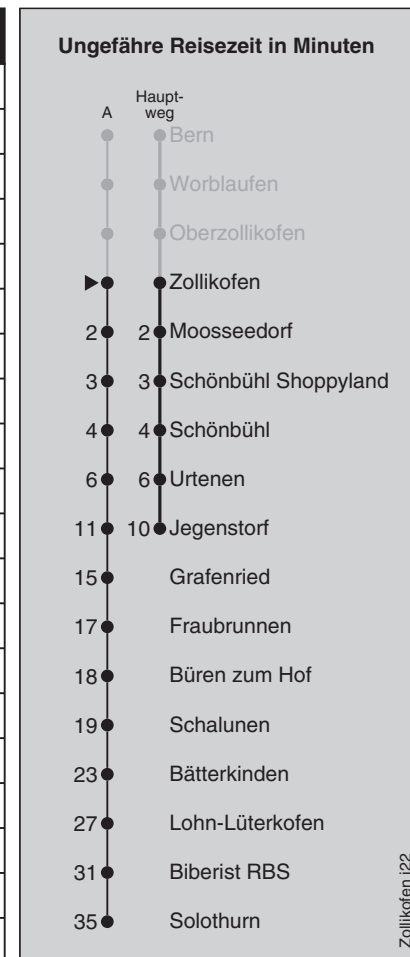 Ungefähre Reisezeit in Minuten
A
Haupt-
weg
Bern
Worblaufen
Oberzollikofen
Zollikofen
2 2 Moosseedorf
3 3 Schönbühl Shoppyland
4 4 Schönbühl
6 6 Urtenen
11 10 Jegenstorf
15 Grafenried
17 Fraubrunnen
18 Büren zum Hof
19 Schalunen
23 Bätterkinden
27 Lohn-Lüterkofen
31 Biberist RBS
35 Solothurn
Zollikofen i22